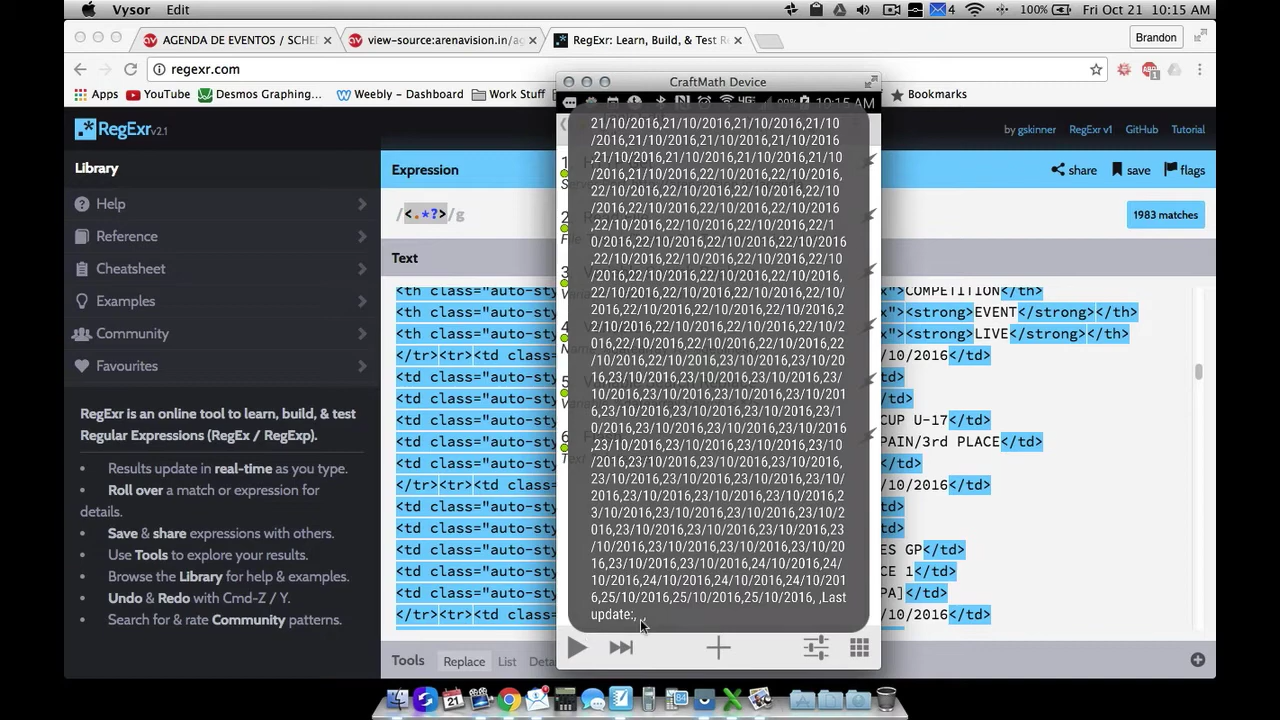 Vysor Edit 4 100% Fri Oct 21 10:15 AM
AGENDA DE EVENTOS / SCHE
view-source:arenavision.in/ag
RegExr: Learn, Build, & Test R
Brandon
regexr.com
Apps YouTube Desmos Graphing... Weebly - Dashboard Work Stuff Bookmarks
CraftMath Device
10:15AM
RegExr v2.1
by gskinner RegExr v1 GitHub Tutorial
Library
Help
Reference
Cheatsheet
Examples
Community
Favourites
RegExr is an online tool to learn, build, & test
Regular Expressions (RegEx / RegExp).
Results update in real-time as you type.
Roll over a match or expression for
details.
Save & share expressions with others.
Use Tools to explore your results.
Browse the Library for help & examples.
Undo & Redo with Cmd-Z / Y.
Search for & rate Community patterns.
Expression
share save flags
/<.*?>/g
1983 matches
Text
<th class="auto-sty
<th class="auto-sty
<th class="auto-sty
</tr><tr><td class=
<td class="auto-sty
<td class="auto-sty
<td class="auto-sty
<td class="auto-sty
<td class="auto-sty
</tr><tr><td class=
<td class="auto-sty
<td class="auto-sty
<td class="auto-sty
<td class="auto-sty
<td class="auto-sty
</tr><tr><td class=
21/10/2016,21/10/2016,21/10/2016,21/10
/2016,21/10/2016,21/10/2016,21/10/2016
,21/10/2016,21/10/2016,21/10/2016,21/10
/2016,21/10/2016,22/10/2016,22/10/2016,
22/10/2016,22/10/2016,22/10/2016,22/10
/2016,22/10/2016,22/10/2016,22/10/2016
,22/10/2016,22/10/2016,22/10/2016,22/1
0/2016,22/10/2016,22/10/2016,22/10/2016
,22/10/2016,22/10/2016,22/10/2016,22/10
/2016,22/10/2016,22/10/2016,22/10/2016,
22/10/2016,22/10/2016,22/10/2016,22/10/
2016,22/10/2016,22/10/2016,22/10/2016,2
2/10/2016,22/10/2016,22/10/2016,22/10/2
016,22/10/2016,22/10/2016,22/10/2016,22
/10/2016,22/10/2016,23/10/2016,23/10/20
16,23/10/2016,23/10/2016,23/10/2016,23/
10/2016,23/10/2016,23/10/2016,23/10/201
6,23/10/2016,23/10/2016,23/10/2016,23/1
0/2016,23/10/2016,23/10/2016,23/10/2016
,23/10/2016,23/10/2016,23/10/2016,23/10
/2016,23/10/2016,23/10/2016,23/10/2016,
23/10/2016,23/10/2016,23/10/2016,23/10/
2016,23/10/2016,23/10/2016,23/10/2016,2
3/10/2016,23/10/2016,23/10/2016,23/10/2
016,23/10/2016,23/10/2016,23/10/2016,23
/10/2016,23/10/2016,23/10/2016,23/10/20
16,23/10/2016,23/10/2016,24/10/2016,24/
10/2016,24/10/2016,24/10/2016,24/10/201
6,25/10/2016,25/10/2016,25/10/2016, ,Last
update:,
x">COMPETITION</th>
x"><strong>EVENT</strong></th>
x"><strong>LIVE</strong></th>
/10/2016</td>
d>
/td>
CUP U-17</td>
PAIN/3rd PLACE</td>
</td>
/10/2016</td>
/td>
td>
ES GP</td>
CE 1</td>
PA]</td>
/10/2016</td>
Tools Replace List Deta